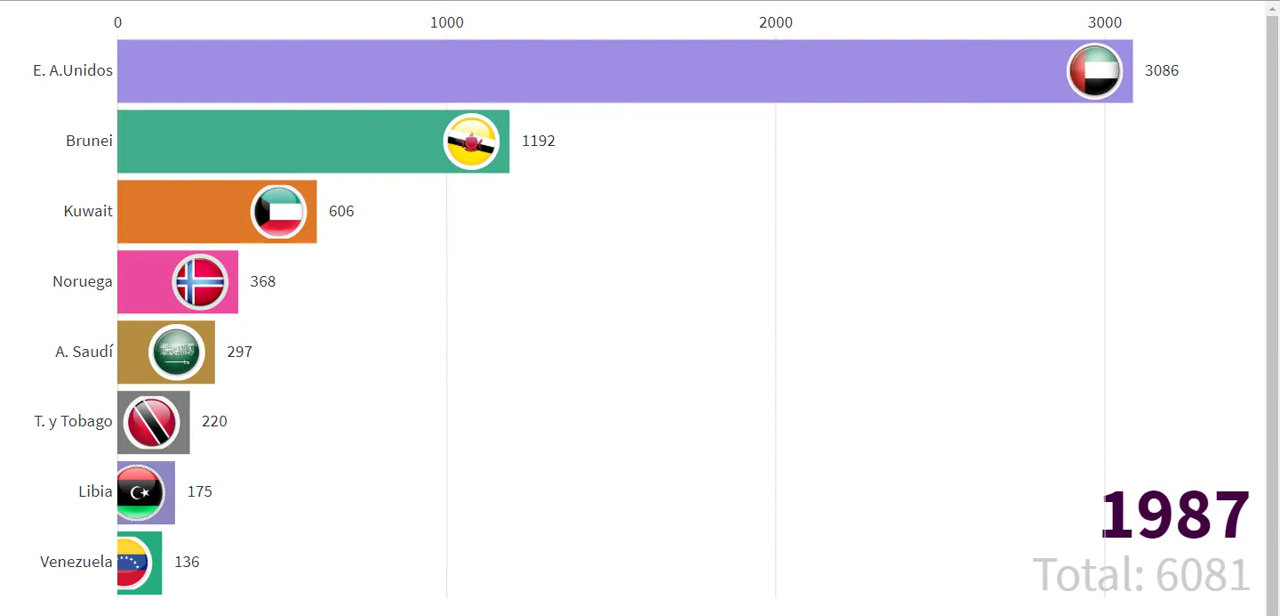 0 1000 2000 3000
E. A.Unidos 3086
Brunei 1192
Kuwait 606
Noruega 368
A. Saudí 297
T. y Tobago 220
Libia 175
Venezuela 136
1987
Total: 6081